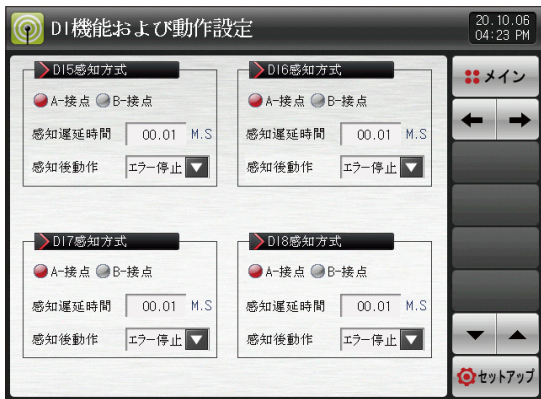 DI機能および動作設定
20.10.06
04:23 PM
DI5感知方式
A-接点 B-接点
感知遅延時間 00.01 M.S
感知後動作 エラー停止
DI6感知方式
A-接点 B-接点
感知遅延時間 00.01 M.S
感知後動作 エラー停止
DI7感知方式
A-接点 B-接点
感知遅延時間 00.01 M.S
感知後動作 エラー停止
DI8感知方式
A-接点 B-接点
感知遅延時間 00.01 M.S
感知後動作 エラー停止
メイン
セットアップ